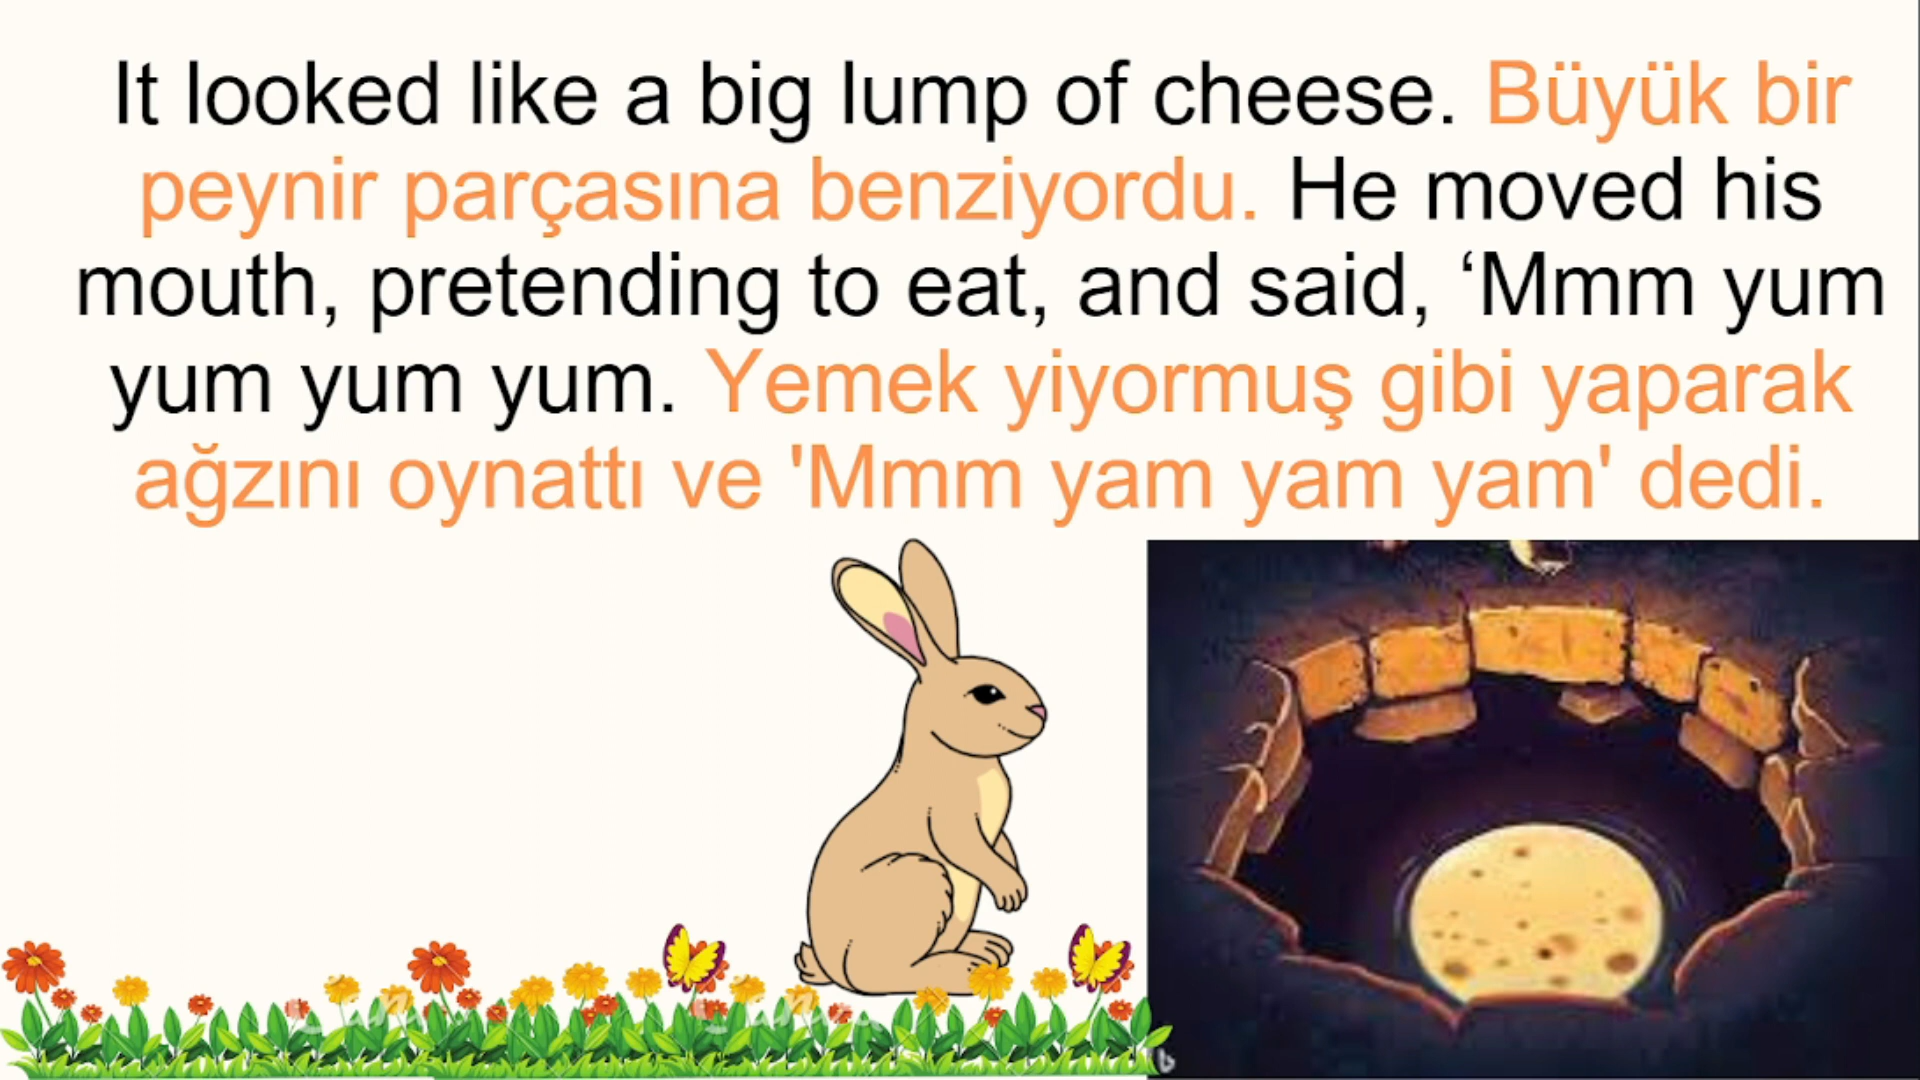 It looked like a big lump of cheese. Büyük bir
peynir parçasına benziyordu. He moved his
mouth, pretending to eat, and said, ‘Mmm yum
yum yum yum. Yemek yiyormuş gibi yaparak
ağzını oynattı ve 'Mmm yam yam yam' dedi.
b